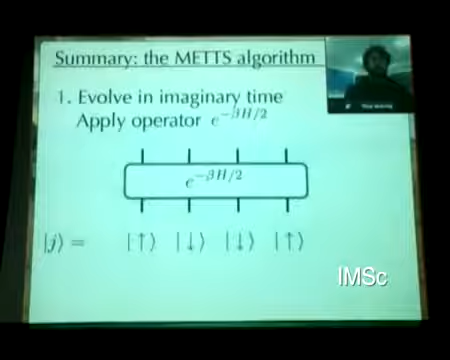 Summary: the METTS algorithm
1. Evolve in imaginary time
Apply operator e^{-βH/2}
e^{-βH/2}
|j⟩ = |↑⟩ |↓⟩ |↓⟩ |↑⟩
IMSc